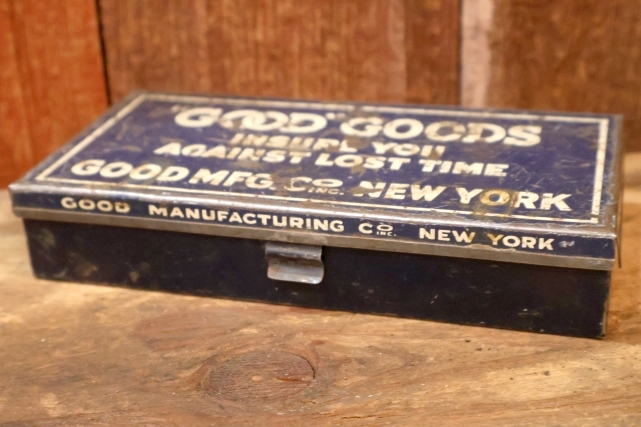 "GOOD" GOODS
INSURE YOU
AGAINST LOST TIME
GOOD MFG. CO. INC. NEW YORK
GOOD MANUFACTURING CO INC. NEW YORK